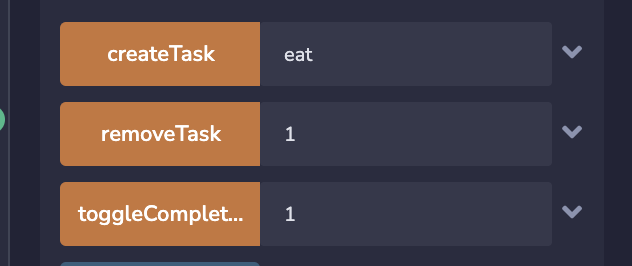 createTask eat
removeTask 1
toggleComplet... 1